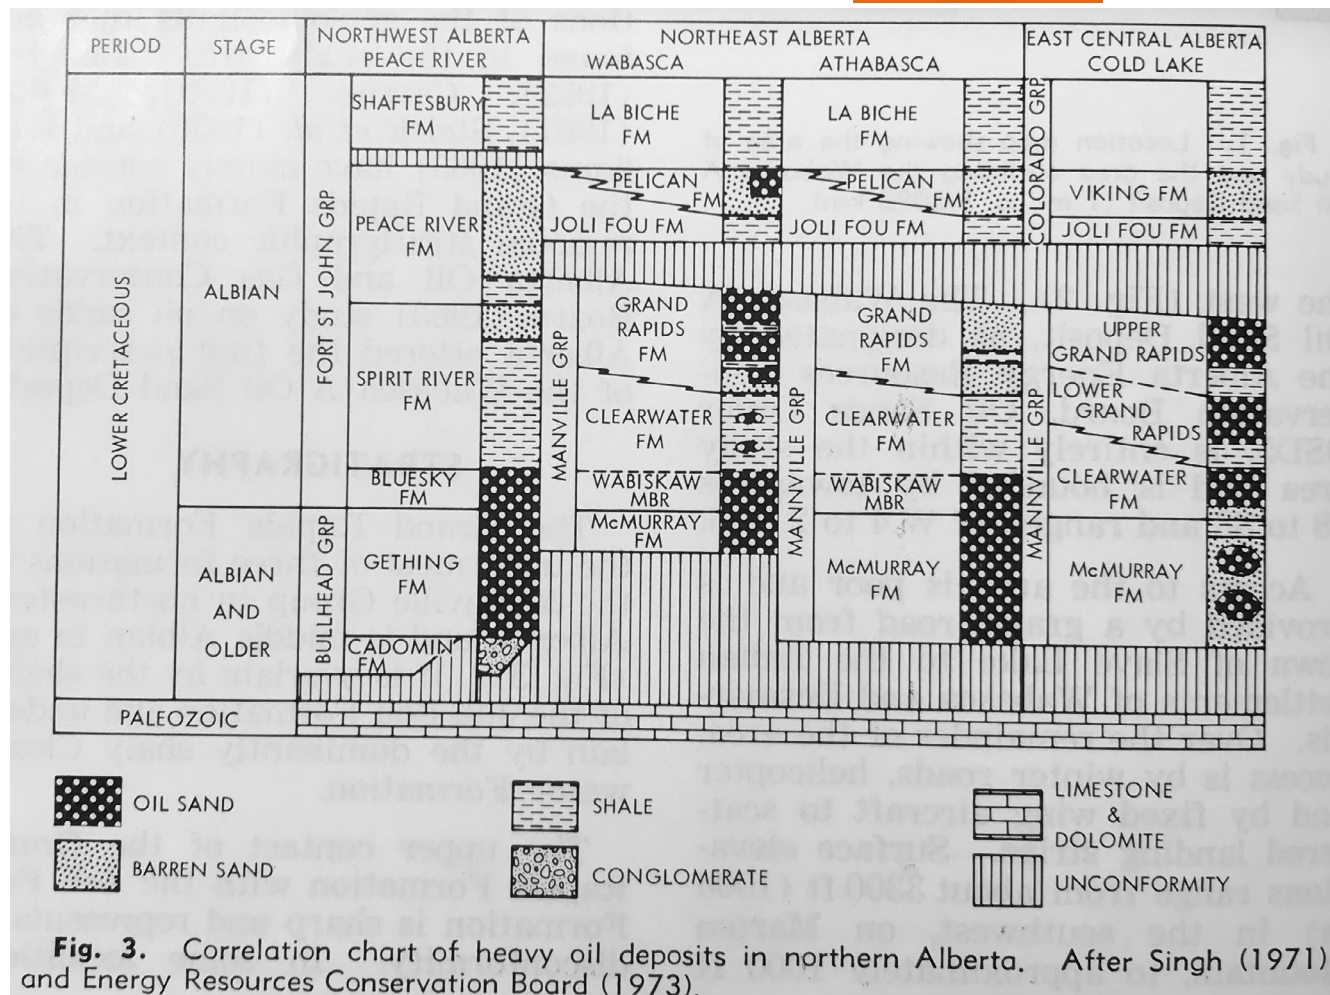 PERIOD
STAGE
NORTHWEST ALBERTA
PEACE RIVER
NORTHEAST ALBERTA
WABASCA
ATHABASCA
EAST CENTRAL ALBERTA
COLD LAKE
LOWER CRETACEOUS
ALBIAN
ALBIAN
AND
OLDER
PALEOZOIC
FORT ST JOHN GRP
BULLHEAD GRP
SHAFTESBURY
FM
PEACE RIVER
FM
SPIRIT RIVER
FM
BLUESKY
FM
GETHING
FM
CADOMIN
FM
LA BICHE
FM
PELICAN
FM
JOLI FOU FM
MANVILLE GRP
GRAND
RAPIDS
FM
CLEARWATER
FM
WABISKAW
MBR
McMURRAY
FM
LA BICHE
FM
PELICAN
FM
JOLI FOU FM
MANNVILLE GRP
GRAND
RAPIDS
FM
CLEARWATER
FM
WABISKAW
MBR
McMURRAY
FM
COLORADO GRP
VIKING FM
JOLI FOU FM
MANNVILLE GRP
UPPER
GRAND RAPIDS
LOWER
GRAND
RAPIDS
CLEARWATER
FM
McMURRAY
FM
OIL SAND
BARREN SAND
SHALE
CONGLOMERATE
LIMESTONE
&
DOLOMITE
UNCONFORMITY
Fig. 3. Correlation chart of heavy oil deposits in northern Alberta. After Singh (1971)
and Energy Resources Conservation Board (1973).